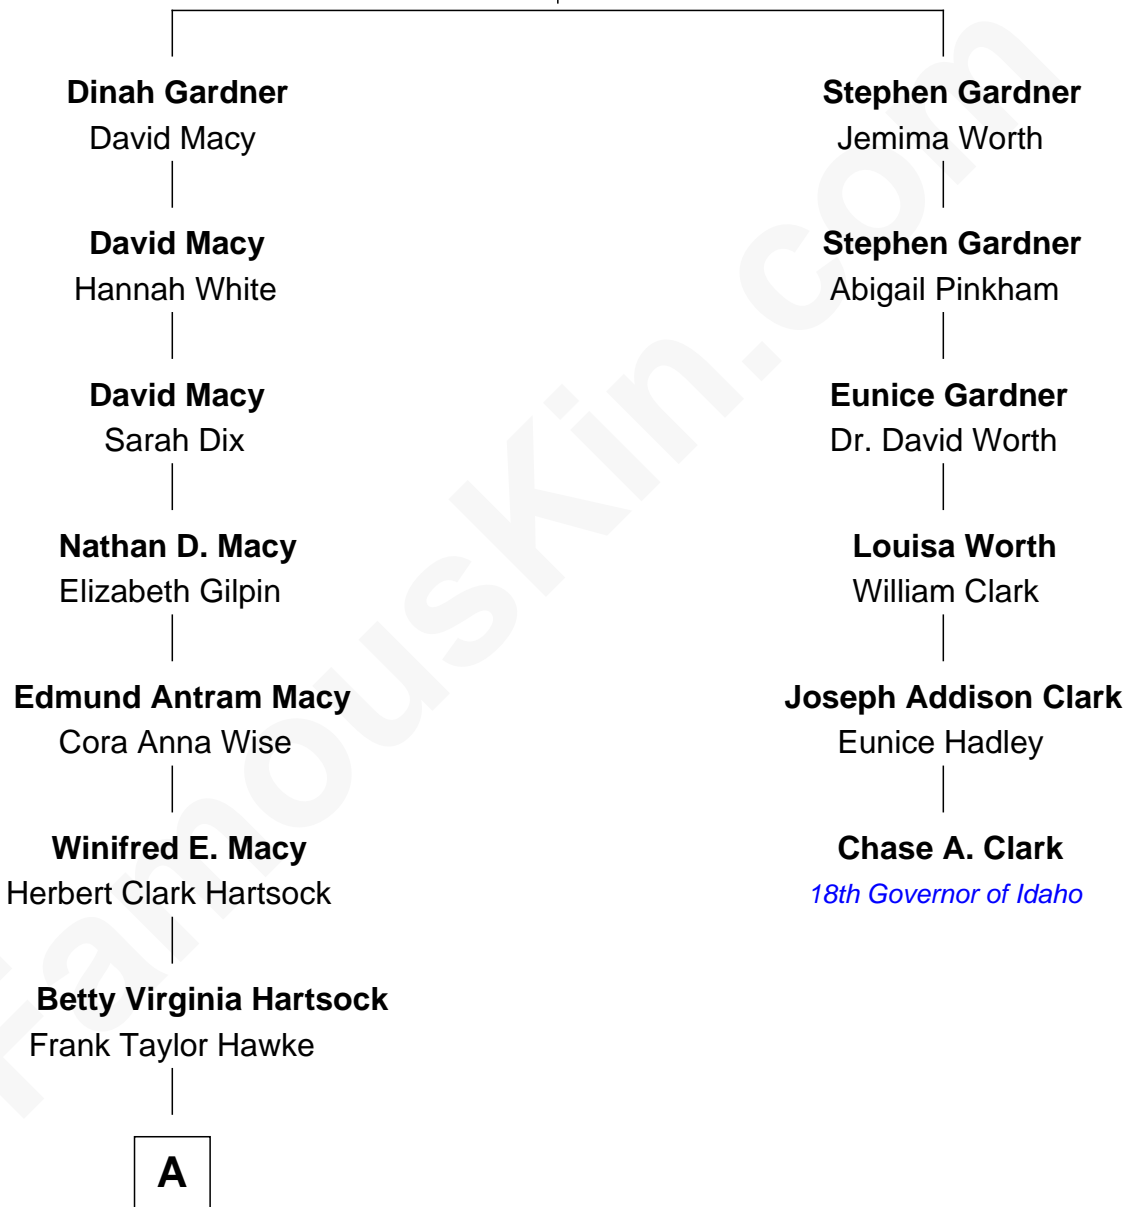 Dinah Gardner
David Macy
Stephen Gardner
Jemima Worth
David Macy
Hannah White
Stephen Gardner
Abigail Pinkham
David Macy
Sarah Dix
Eunice Gardner
Dr. David Worth
Nathan D. Macy
Elizabeth Gilpin
Louisa Worth
William Clark
Edmund Antram Macy
Cora Anna Wise
Joseph Addison Clark
Eunice Hadley
Winifred E. Macy
Herbert Clark Hartsock
Chase A. Clark
18th Governor of Idaho
Betty Virginia Hartsock
Frank Taylor Hawke
A
FamousKin.com